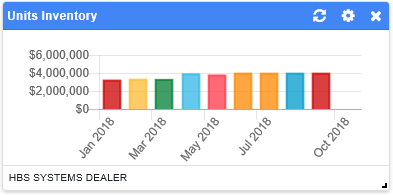 Units Inventory
$6,000,000
$4,000,000
$2,000,000
$0
Jan 2018
Mar 2018
May 2018
Jul 2018
Oct 2018
HBS SYSTEMS DEALER